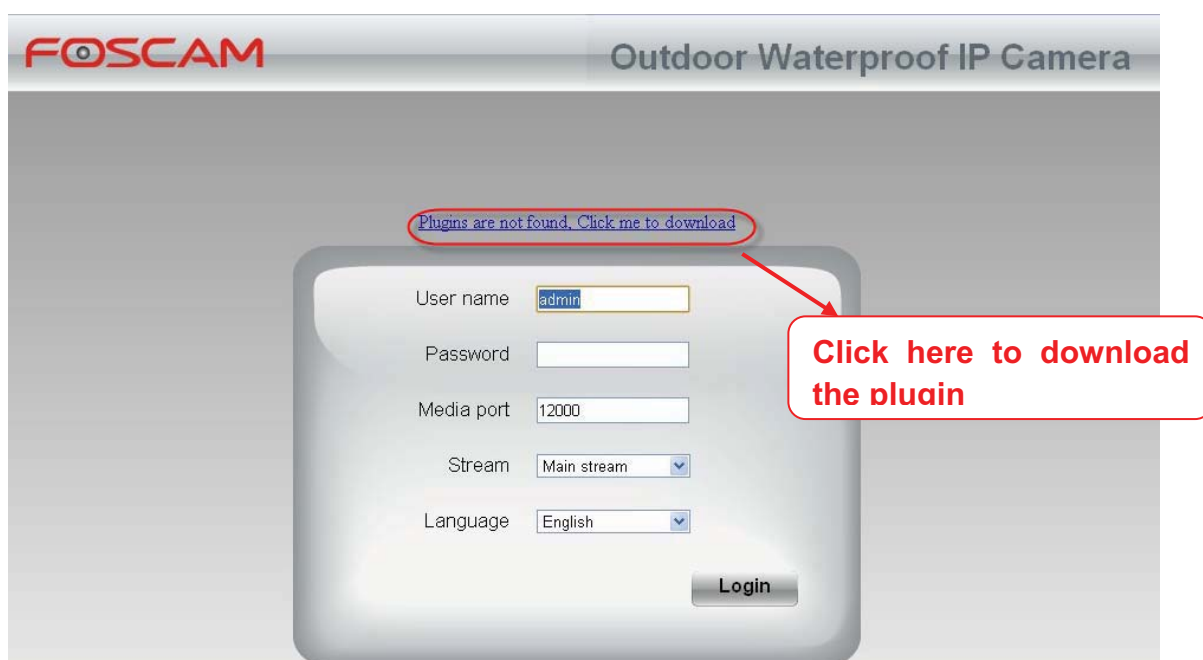 FOSCAM
Outdoor Waterproof IP Camera
Plugins are not found, Click me to download
User name admin
Password
Media port 12000
Stream Main stream
Language English
Login
Click here to download
the plugin